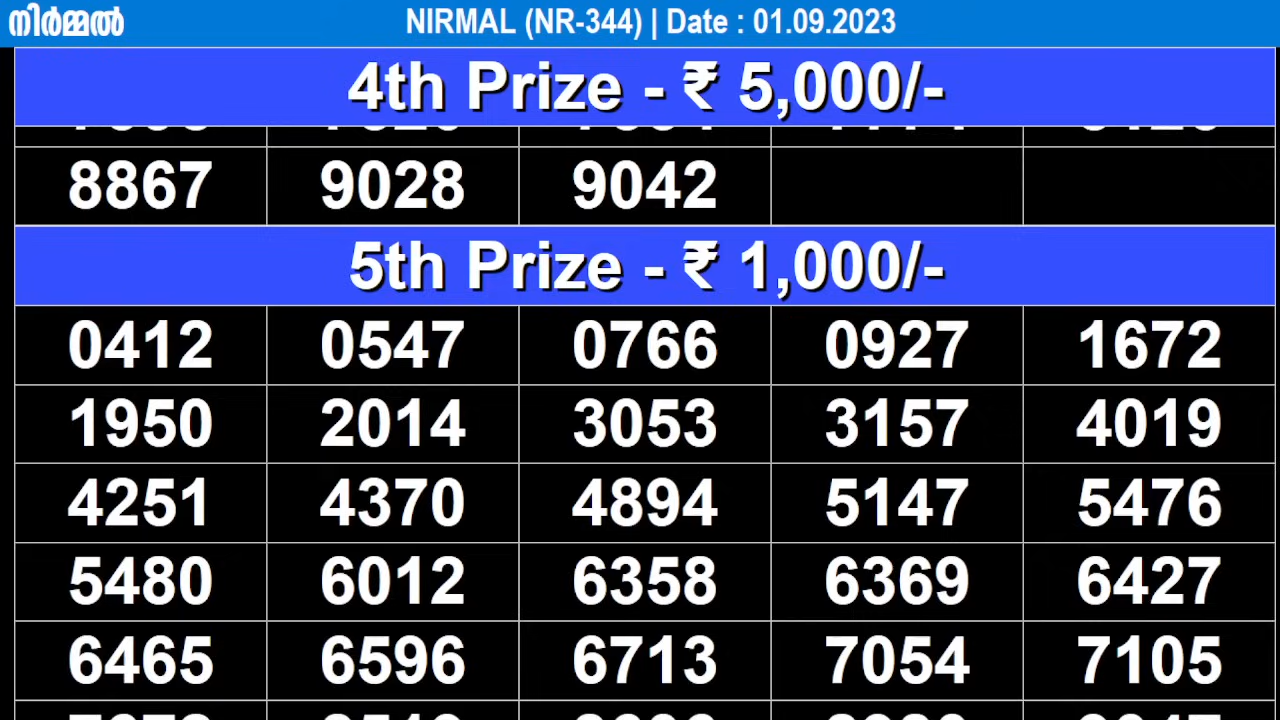 നിർമ്മൽ NIRMAL (NR-344) | Date : 01.09.2023
4th Prize - ₹ 5,000/-
8867 9028 9042
5th Prize - ₹ 1,000/-
0412 0547 0766 0927 1672
1950 2014 3053 3157 4019
4251 4370 4894 5147 5476
5480 6012 6358 6369 6427
6465 6596 6713 7054 7105